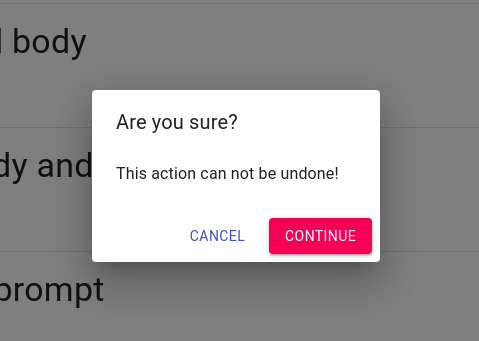 body
Are you sure?
dy and
This action can not be undone!
CANCEL CONTINUE
prompt